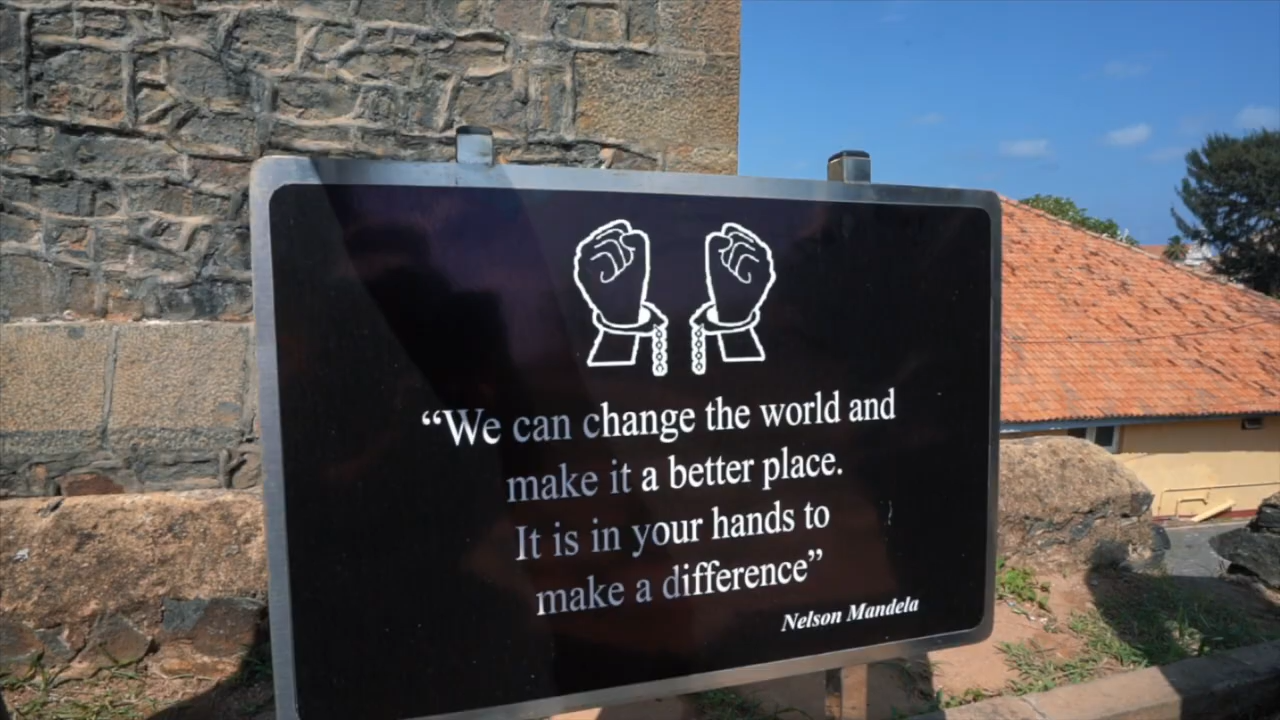 “We can change the world and
make it a better place.
It is in your hands to
make a difference”
Nelson Mandela